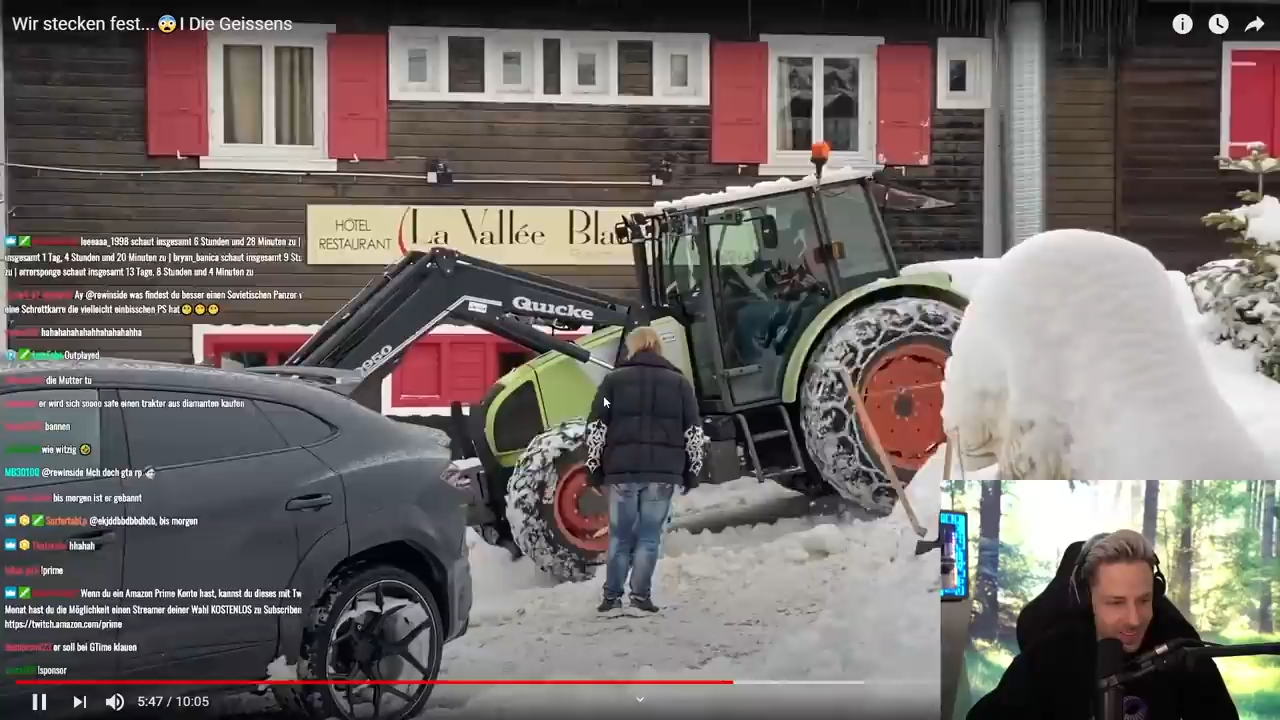 Wir stecken fest...😨 I Die Geissens
HÔTEL
RESTAURANT
La Vallée Bla
Quicke
950
leeeaaa_1998 schaut insgesamt 6 Stunden und 28 Minuten zu |
insgesamt 1 Tag, 4 Stunden und 20 Minuten zu | bryan_banica schaut insgesamt 9 Stu
zu | errorsponge schaut insgesamt 13 Tage, 8 Stunden und 4 Minuten zu
Ay @rewinside was findest du besser einen Sovietischen Panzer
eine Schrottkarre die vielleicht einbisschen PS hat
hahahahahahhahahahahha
Outplayed
die Mutter tu
er wird sich soooo safe einen traktor aus diamanten kaufen
bannen
wie witzig
MB30100 @rewinside Mch doch gta rp
bis morgen ist er gebannt
@ekjddbbdbbdbdb, bis morgen
hhahah
!prime
Wenn du ein Amazon Prime Konto hast, kannst du dieses mit Tw
Monat hast du die Möglichkeit einen Streamer deiner Wahl KOSTENLOS zu Subscriben
https://twitch.amazon.com/prime
er soll bei GTime klauen
!sponsor
5:47 / 10:05